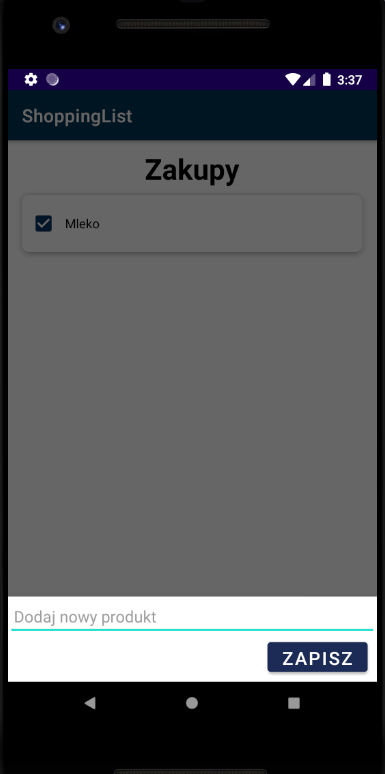 3:37
ShoppingList
Zakupy
Mleko
Dodaj nowy produkt
ZAPISZ